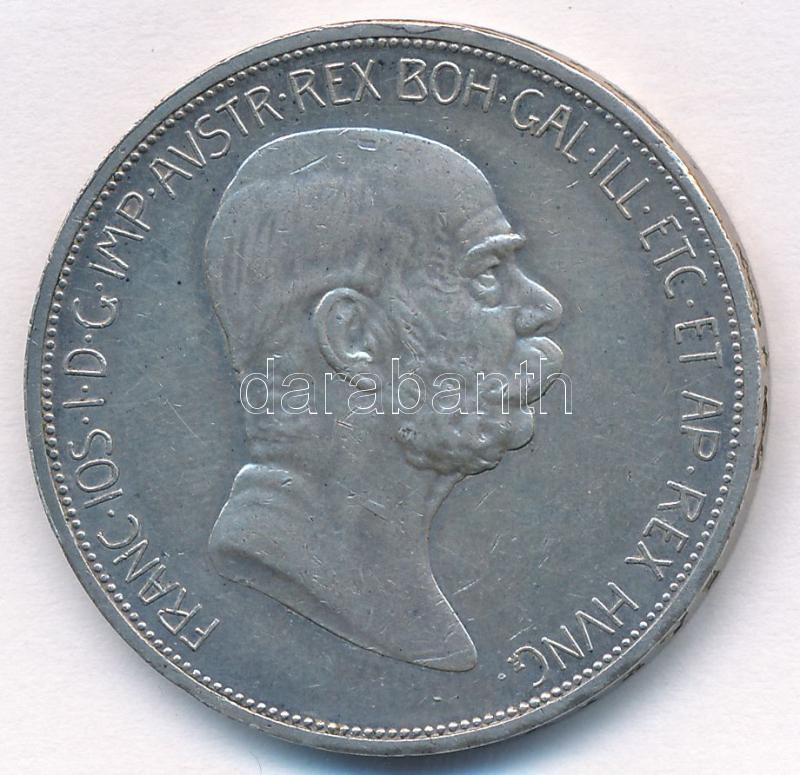 FRANC·IOS·I·D·G·IMP·AVSTR·REX BOH·GAL·ILL·ETC·ET AP·REX HVNG·
darabanth